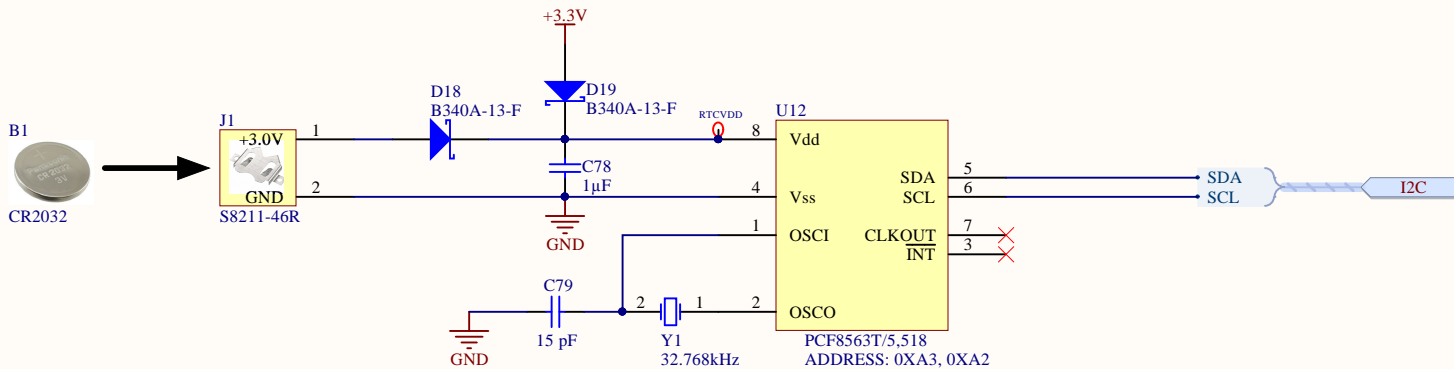 +3.3V
D18
B340A-13-F
D19
B340A-13-F
RTCVDD
U12
B1
CR2032
J1
+3.0V
GND
1
2
S8211-46R
C78
1µF
GND
8
Vdd
4
Vss
1
OSCI
2
OSCO
SDA
5
SCL
6
CLKOUT
7
INT
3
SDA
SCL
I2C
C79
15 pF
GND
2
1
Y1
32.768kHz
PCF8563T/5,518
ADDRESS: 0XA3, 0XA2